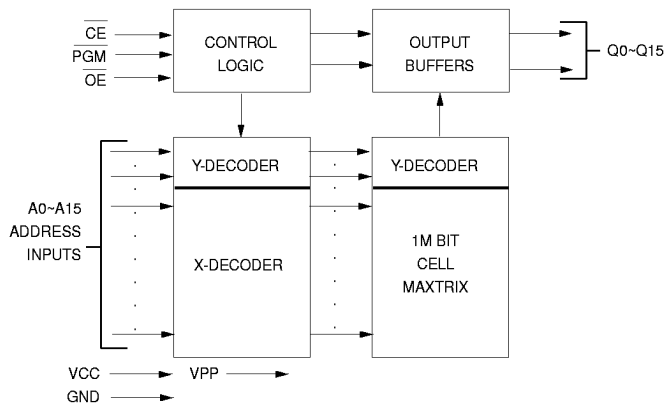 CE
PGM
OE
CONTROL
LOGIC
OUTPUT
BUFFERS
Q0~Q15
Y-DECODER
Y-DECODER
A0~A15
ADDRESS
INPUTS
X-DECODER
1M BIT
CELL
MAXTRIX
VCC
VPP
GND